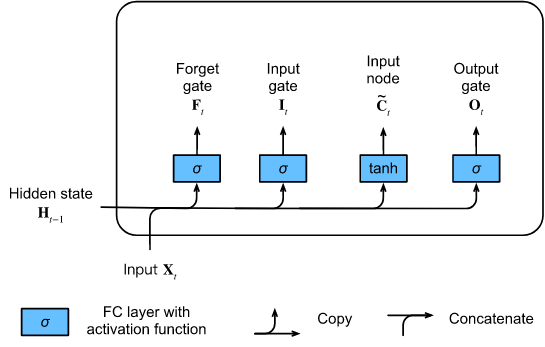 Forget
gate
F_t
Input
gate
I_t
Input
node
C̃_t
Output
gate
O_t
σ
σ
tanh
σ
Hidden state
H_{t−1}
Input X_t
σ
FC layer with
activation function
Copy
Concatenate